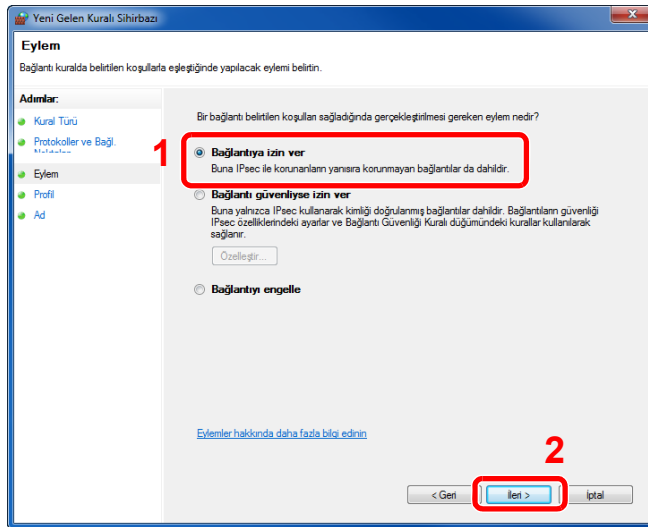 Yeni Gelen Kuralı Sihirbazı
Eylem
Bağlantı kuralda belirtilen koşullarla eşleştiğinde yapılacak eylemi belirtin.
Adımlar:
Kural Türü
Protokoller ve Bağl.
Eylem
Profil
Ad
Bir bağlantı belirtilen koşulları sağladığında gerçekleştirilmesi gereken eylem nedir?
1
Bağlantıya izin ver
Buna IPsec ile korunanların yanısıra korunmayan bağlantılar da dahildir.
Bağlantı güvenliyse izin ver
Buna yalnızca IPsec kullanarak kimliği doğrulanmış bağlantılar dahildir. Bağlantıların güvenliği
IPsec özelliklerindeki ayarlar ve Bağlantı Güvenliği Kuralı düğümündeki kurallar kullanılarak
sağlanır.
Özelleştir...
Bağlantıyı engelle
Eylemler hakkında daha fazla bilgi edinin
2
< Geri
İleri >
İptal